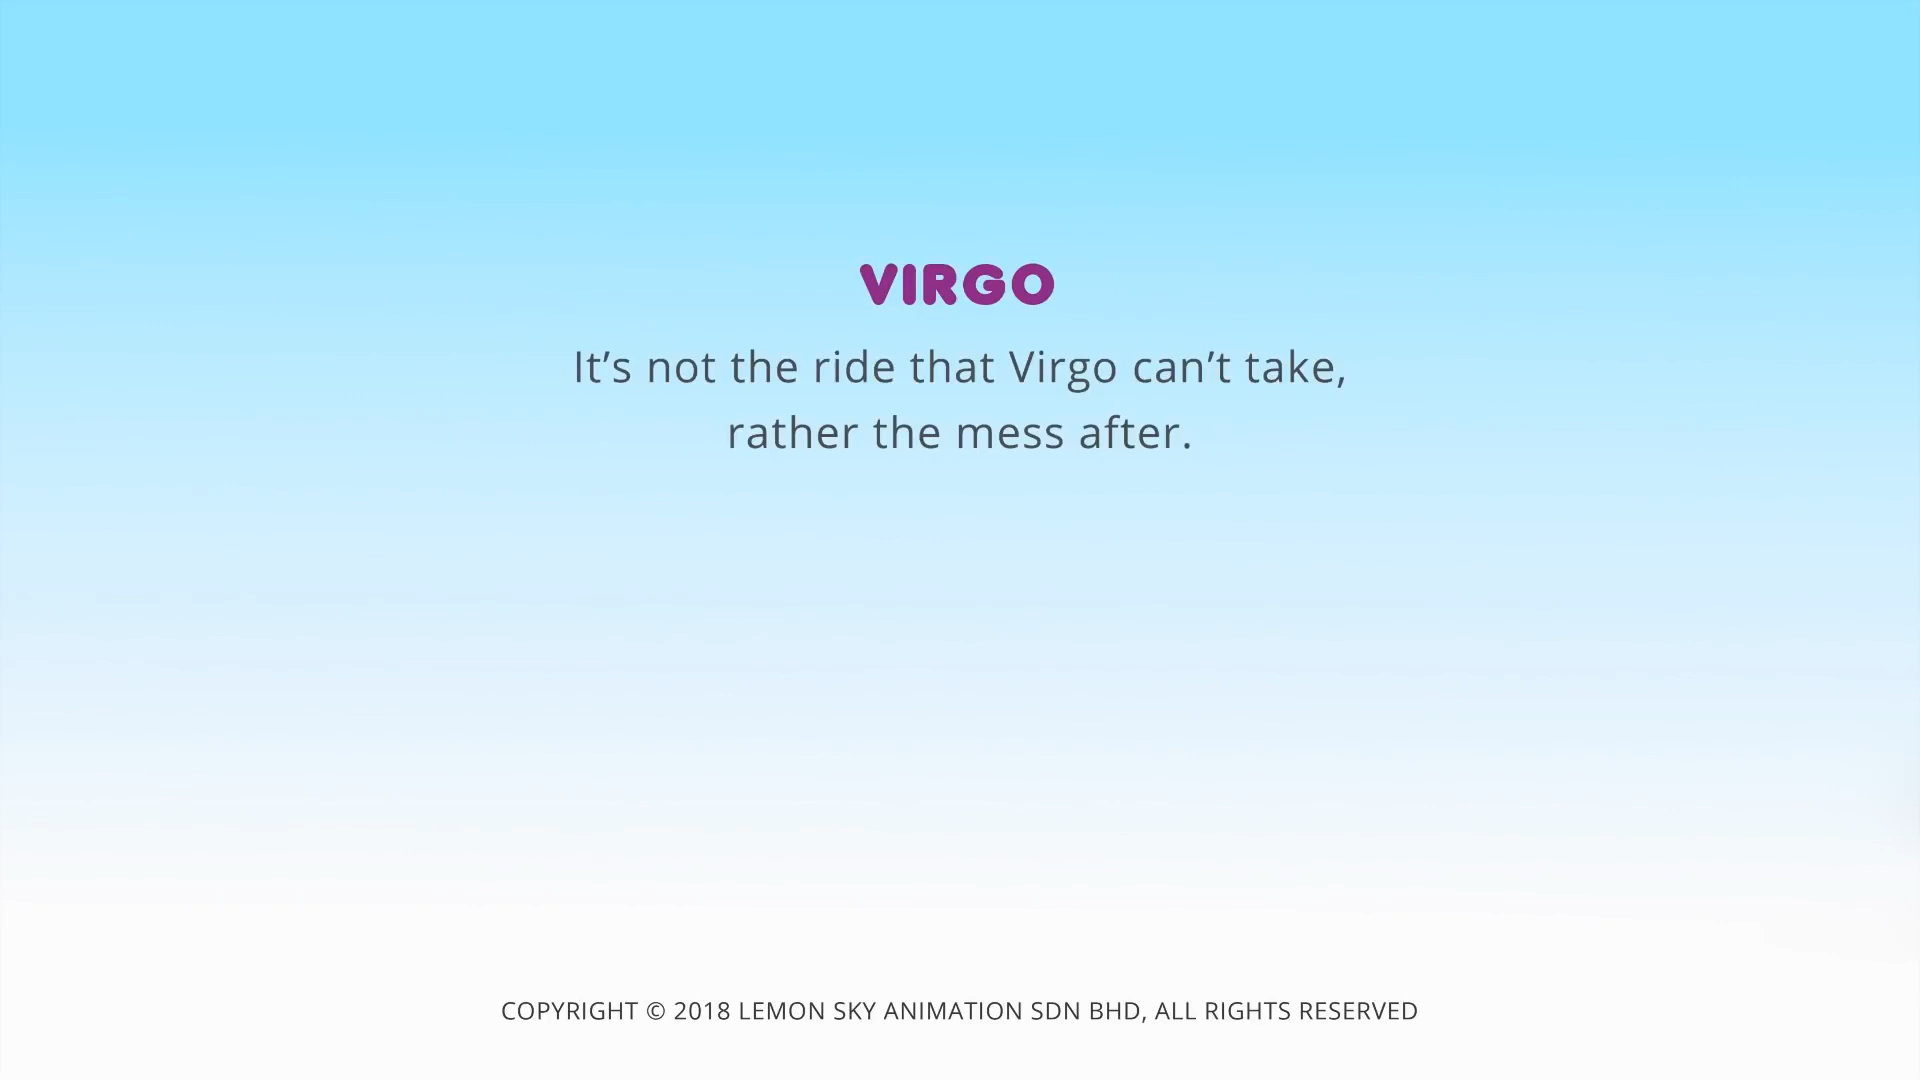 VIRGO
It’s not the ride that Virgo can’t take,
rather the mess after.
COPYRIGHT © 2018 LEMON SKY ANIMATION SDN BHD, ALL RIGHTS RESERVED